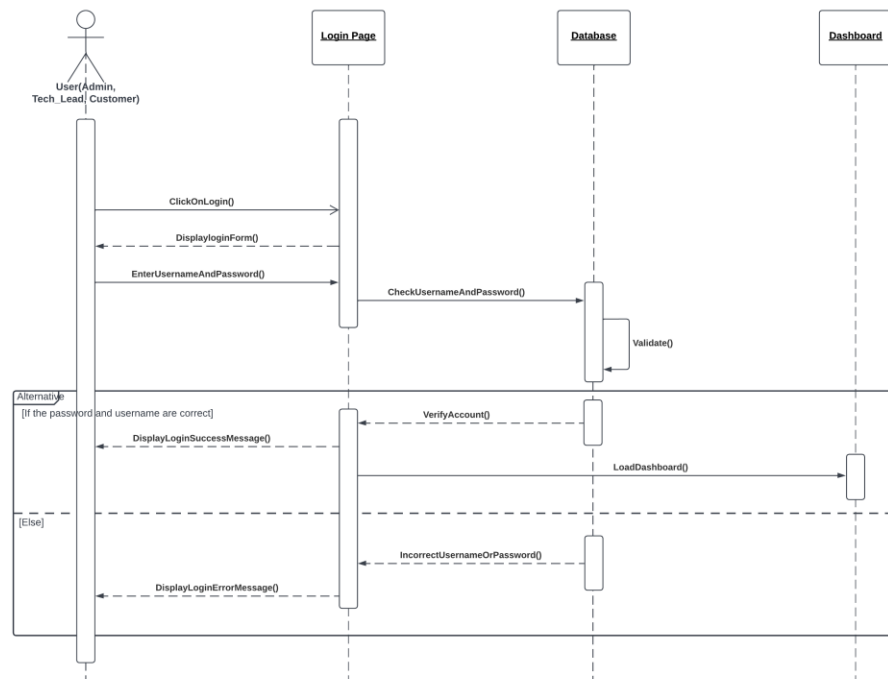 Login Page
Database
Dashboard
User(Admin,
Tech_Lead, Customer)
ClickOnLogin()
DisplayloginForm()
EnterUsernameAndPassword()
CheckUsernameAndPassword()
Validate()
Alternative
[If the password and username are correct]
VerifyAccount()
DisplayLoginSuccessMessage()
LoadDashboard()
[Else]
IncorrectUsernameOrPassword()
DisplayLoginErrorMessage()